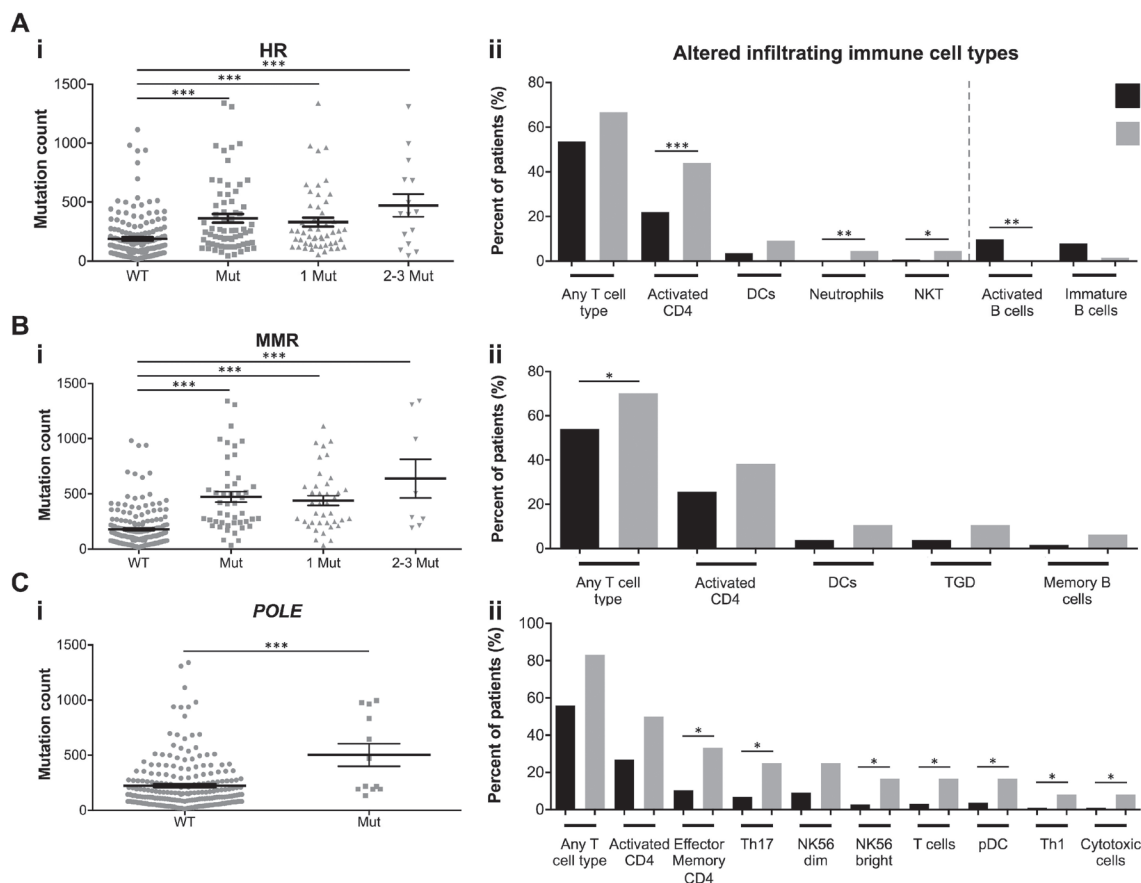 A
i
HR
***
***
***
Mutation count
1500
1000
500
0
WT
Mut
1 Mut
2-3 Mut
ii
Altered infiltrating immune cell types
Percent of patients (%)
80
60
40
20
0
***
**
*
**
Any T cell
type
Activated
CD4
DCs
Neutrophils
NKT
Activated
B cells
Immature
B cells
B
i
MMR
***
***
***
Mutation count
1500
1000
500
0
WT
Mut
1 Mut
2-3 Mut
ii
Percent of patients (%)
80
60
40
20
0
*
Any T cell
type
Activated
CD4
DCs
TGD
Memory B
cells
C
i
POLE
***
Mutation count
1500
1000
500
0
WT
Mut
ii
Percent of patients (%)
100
80
60
40
20
0
*
*
*
*
*
*
*
Any T
cell type
Activated
CD4
Effector
Memory
CD4
Th17
NK56
dim
NK56
bright
T cells
pDC
Th1
Cytotoxic
cells